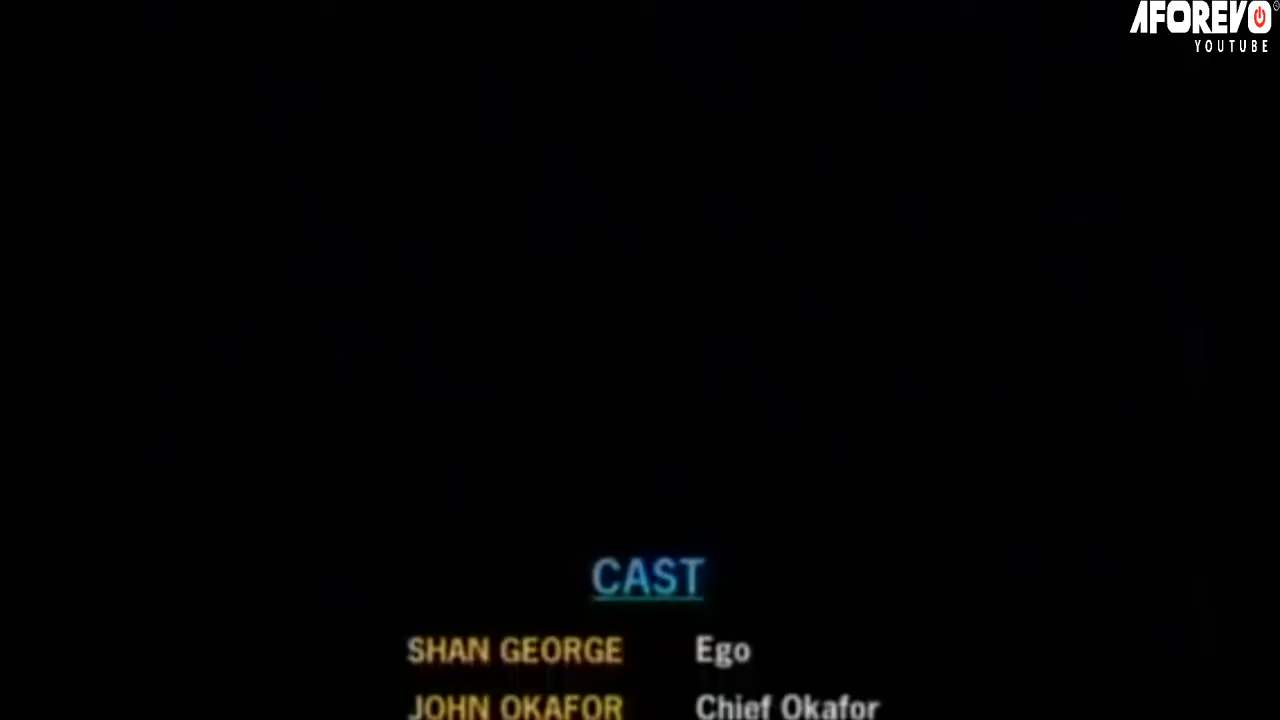 AFOREVO
YOUTUBE
CAST
SHAN GEORGE Ego
JOHN OKAFOR Chief Okafor